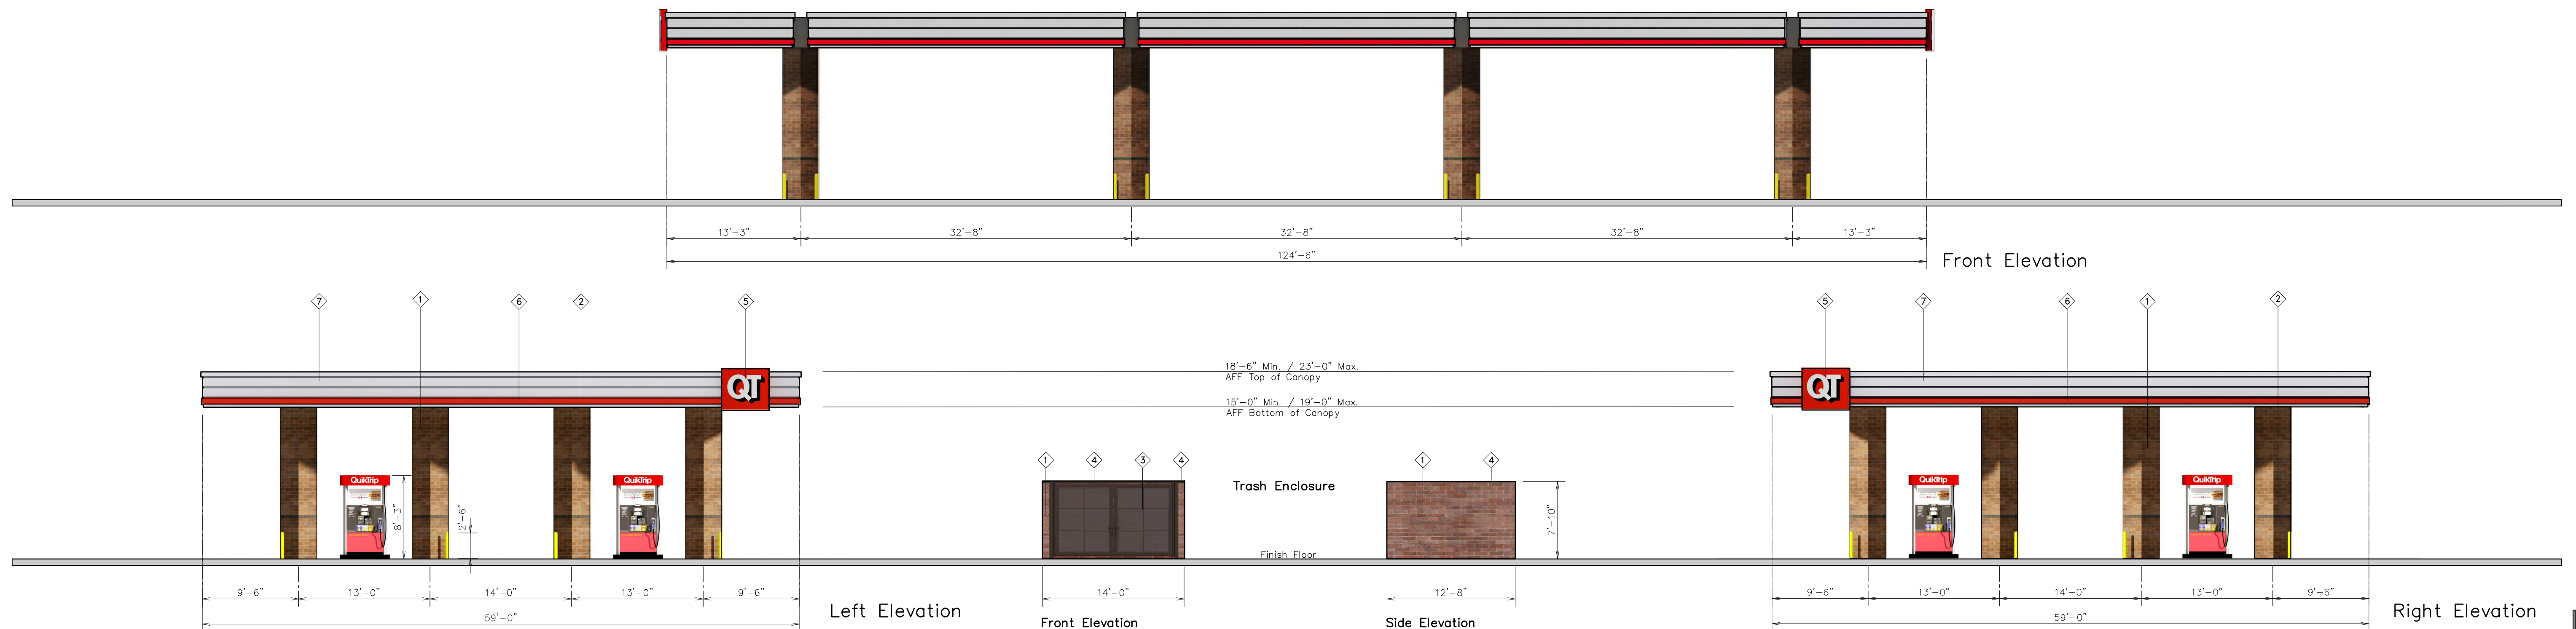 13'-3" 32'-8" 32'-8" 32'-8" 13'-3"
124'-6"
Front Elevation
7 1 6 2 5
5 7 6 1 2
QT
18'-6" Min. / 23'-0" Max.
AFF Top of Canopy
15'-0" Min. / 19'-0" Max.
AFF Bottom of Canopy
QT
QuikTrip
QuikTrip
8'-3"
2'-6"
1 4 3 4
Trash Enclosure
1 4
7'-10"
Finish Floor
QuikTrip
QuikTrip
9'-6" 13'-0" 14'-0" 13'-0" 9'-6"
59'-0"
Left Elevation
14'-0"
Front Elevation
12'-8"
Side Elevation
9'-6" 13'-0" 14'-0" 13'-0" 9'-6"
59'-0"
Right Elevation